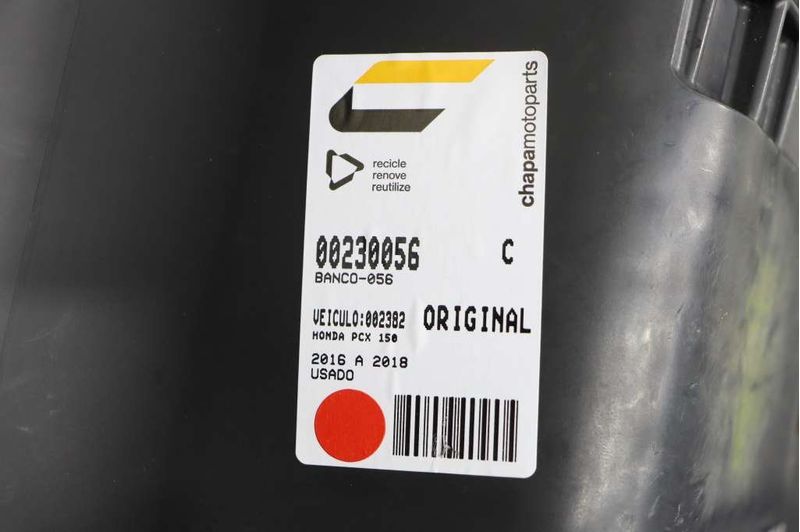 chapamotoparts
recicle
renove
reutilize
00230056 C
BANCO-056
VEICULO:002382 ORIGINAL
HONDA PCX 150
2016 A 2018
USADO